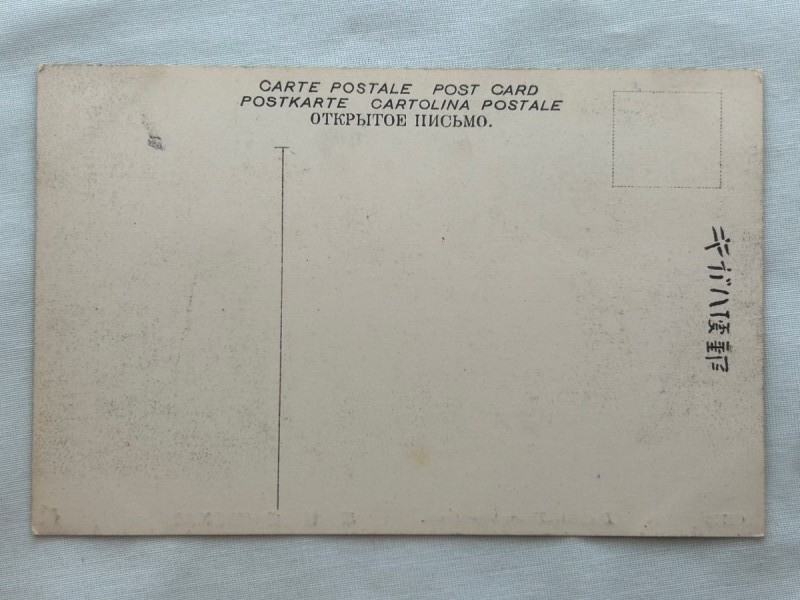 CARTE POSTALE POST CARD
POSTKARTE CARTOLINA POSTALE
ОТКРЫТОЕ ПИСЬМО.
郵便ハガキ